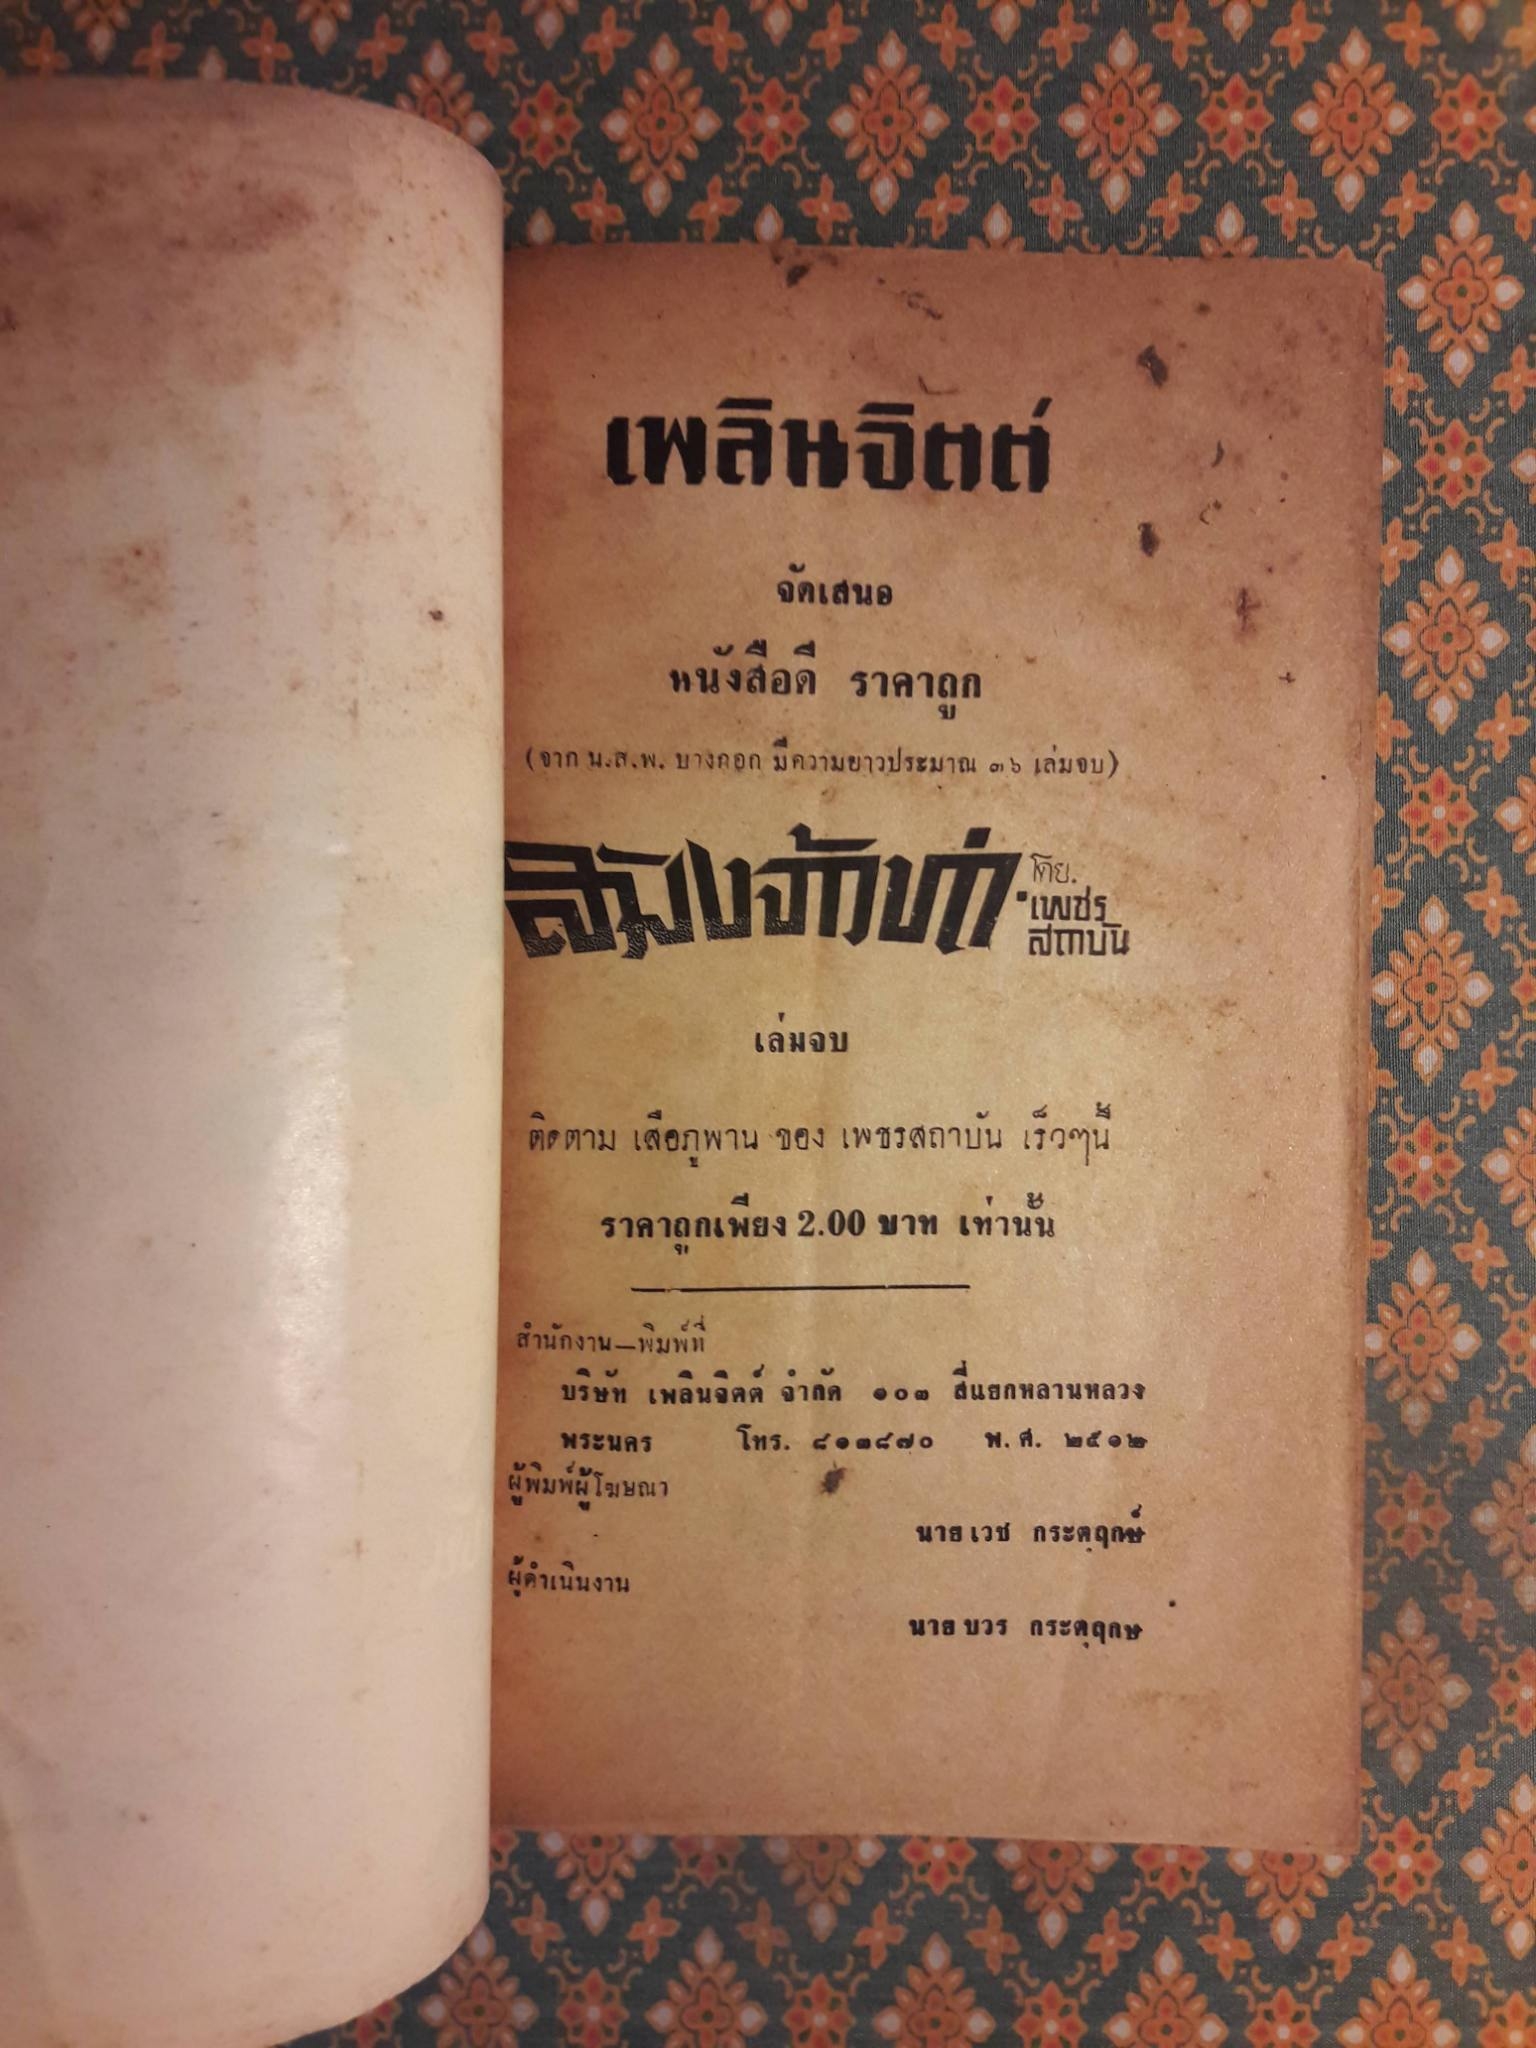 เพลินจิตต์
จัดเสนอ
หนังสือดี ราคาถูก
(จาก น.ส.พ. บางกอก มีความยาวประมาณ ๓๖ เล่มจบ)
สมิงจ้าวท่า
โดย.
เพชร
สถาบัน
เล่มจบ
ติดตาม เสือภูพาน ของ เพชรสถาบัน เร็วๆนี้
ราคาถูกเพียง 2.00 บาท เท่านั้น
สำนักงาน—พิมพ์ที่
บริษัท เพลินจิตต์ จำกัด ๑๐๓ สี่แยกหลานหลวง
พระนคร โทร. ๘๑๓๘๗๐ พ.ศ. ๒๕๑๒
ผู้พิมพ์ผู้โฆษณา
นายเวช กระตุฤกษ์
ผู้ดำเนินงาน
นายบวร กระตุฤกษ